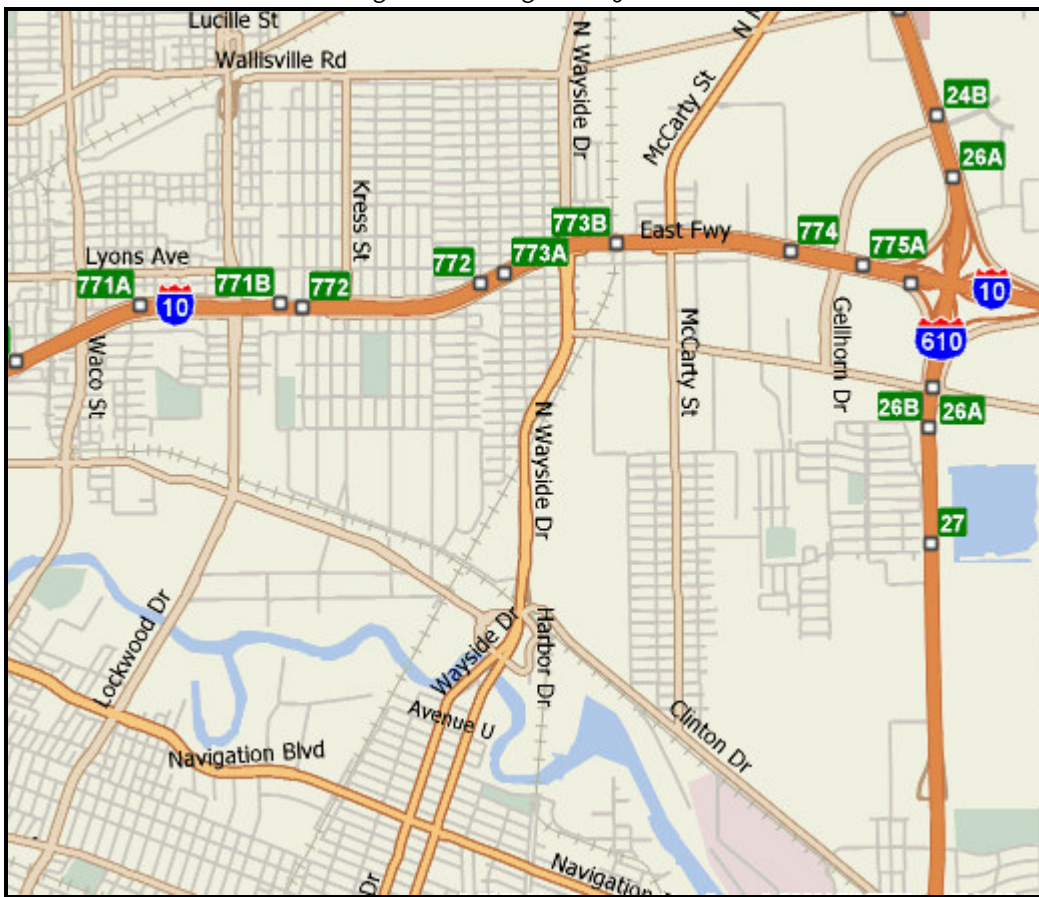 Lucille St
Wallisville Rd
N Wayside Dr
McCarty St
24B
26A
Kress St
773B
East Fwy
774
775A
Lyons Ave
772
773A
771A
10
771B
772
10
610
Waco St
McCarty St
Gellhorn Dr
26B
26A
N Wayside Dr
27
Lockwood Dr
Wayside Dr
Harbor Dr
Avenue U
Clinton Dr
Navigation Blvd
Navigation
Dr